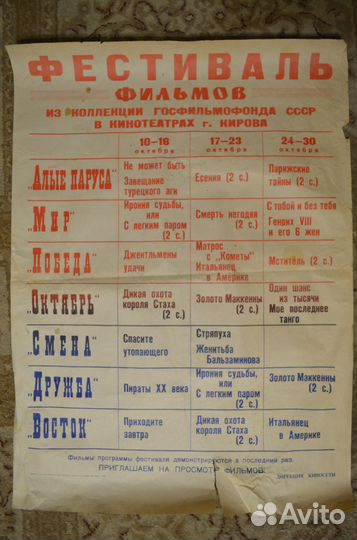 ФЕСТИВАЛЬ
ФИЛЬМОВ
ИЗ КОЛЛЕКЦИИ ГОСФИЛЬМОФОНДА СССР
В КИНОТЕАТРАХ г. КИРОВА
10—16 октября
17—23 октября
24—30 октября
„АЛЫЕ ПАРУСА"
Не может быть
Завещание
турецкого аги
Есения (2 с.)
Парижские
тайны (2 с.)
„МИР"
Ирония судьбы,
или
С легким паром
(2 с.)
Смерть негодяя
(2 с.)
С тобой и без тебя
Генрих VIII
и его 6 жен
„ПОБЕДА"
Джентльмены
удачи
Матрос
с „Кометы"
Итальянец
в Америке
Мститель (2 с.)
„ОКТЯБРЬ"
Дикая охота
короля Стаха
(2 с.)
Золото Маккенны
(2 с.)
Один шанс
из тысячи
Мое последнее
танго
„СМЕНА"
Спасите
утопающего
Стряпуха
Женитьба
Бальзаминова
„ДРУЖБА"
Пираты XX века
Ирония судьбы,
или
С легким паром
(2 с.)
Золото Маккенны
(2 с.)
„ВОСТОК"
Приходите
завтра
Дикая охота
короля Стаха
(2 с.)
Итальянец
в Америке
Фильмы программы фестиваля демонстрируются в последний раз.
ПРИГЛАШАЕМ НА ПРОСМОТР ФИЛЬМОВ!
ДИРЕКЦИЯ КИНОСЕТИ
Avito